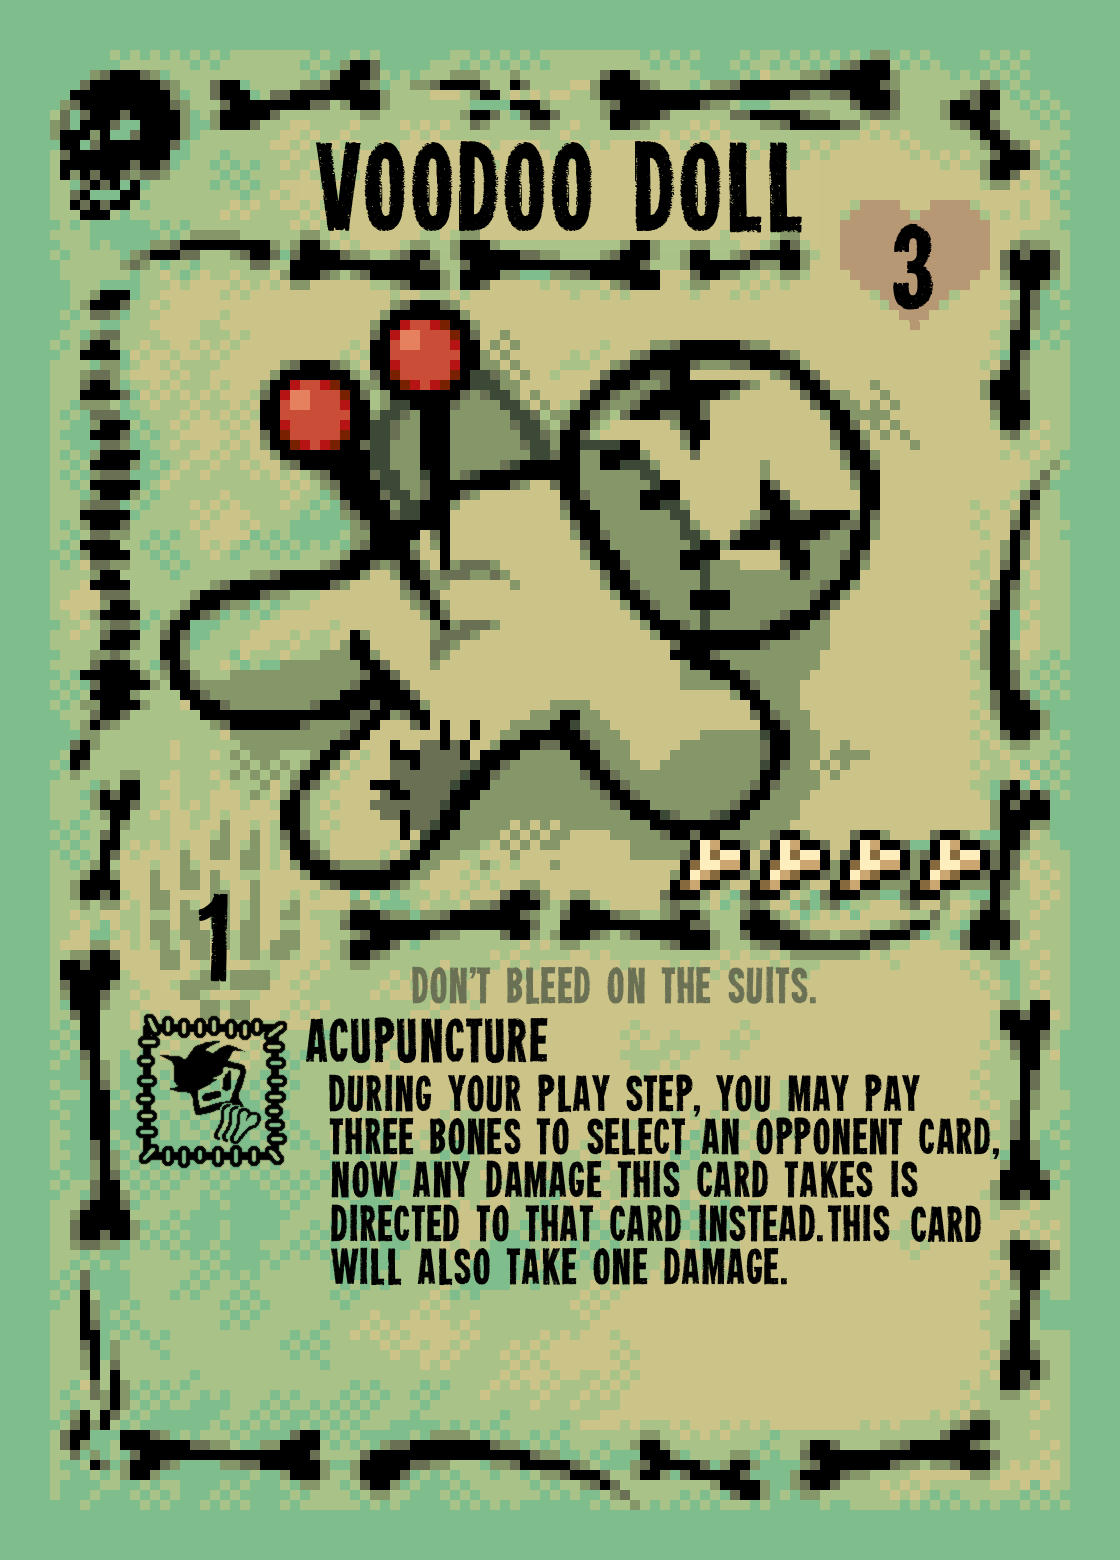 VOODOO DOLL
3
1
DON'T BLEED ON THE SUITS.
ACUPUNCTURE
DURING YOUR PLAY STEP, YOU MAY PAY
THREE BONES TO SELECT AN OPPONENT CARD,
NOW ANY DAMAGE THIS CARD TAKES IS
DIRECTED TO THAT CARD INSTEAD.THIS CARD
WILL ALSO TAKE ONE DAMAGE.